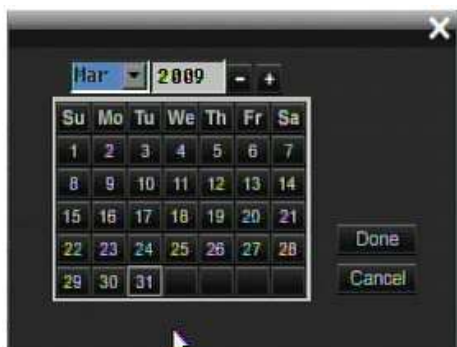 X
Mar 2009 - +
Su Mo Tu We Th Fr Sa
1 2 3 4 5 6 7
8 9 10 11 12 13 14
15 16 17 18 19 20 21
22 23 24 25 26 27 28
29 30 31
Done
Cancel